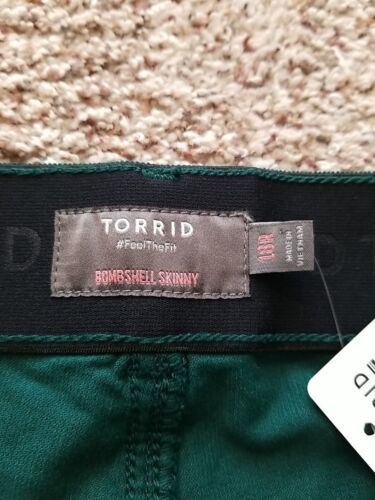 TORRID
#FeelTheFit
BOMBSHELL SKINNY
18R
MADE IN
VIETNAM